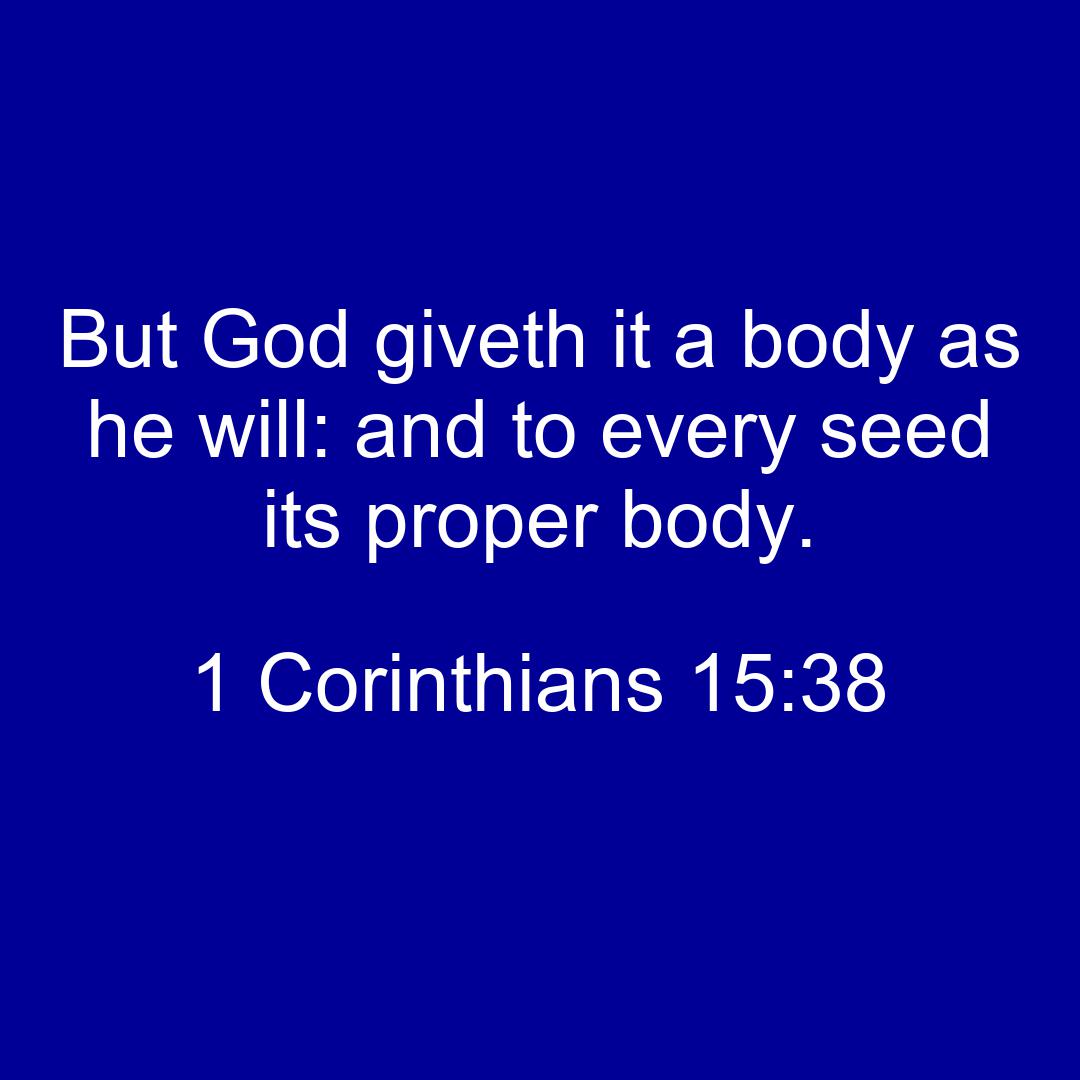 But God giveth it a body as
he will: and to every seed
its proper body.
1 Corinthians 15:38